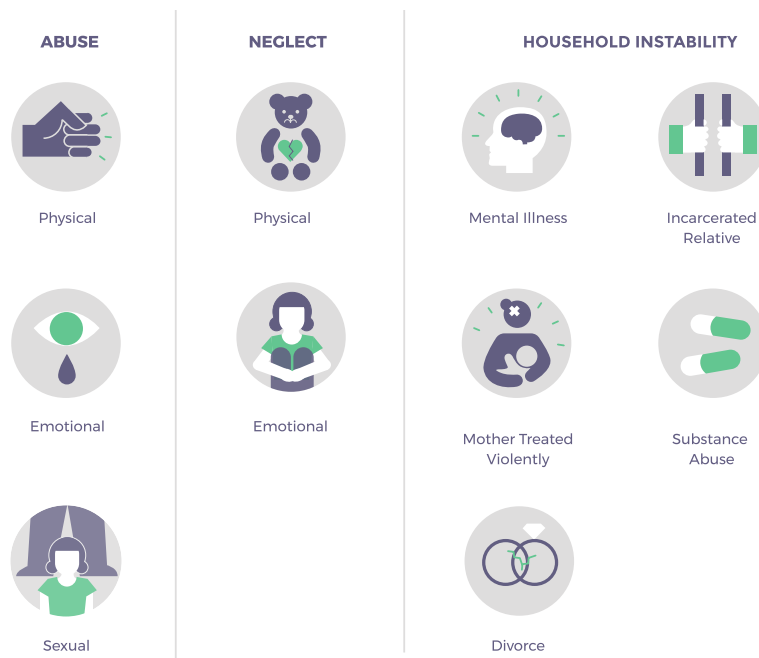 ABUSE
NEGLECT
HOUSEHOLD INSTABILITY
Physical
Physical
Mental Illness
Incarcerated
Relative
Emotional
Emotional
Mother Treated
Violently
Substance
Abuse
Sexual
Divorce